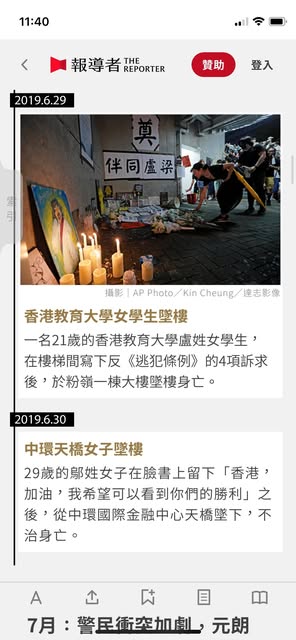 11:40
報導者 THE REPORTER
贊助
登入
2019.6.29
奠
伴同盧梁
索引
攝影｜AP Photo／Kin Cheung／達志影像
香港教育大學女學生墜樓
一名21歲的香港教育大學盧姓女學生，
在樓梯間寫下反《逃犯條例》的4項訴求
後，於粉嶺一棟大樓墜樓身亡。
2019.6.30
中環天橋女子墜樓
29歲的鄔姓女子在臉書上留下「香港，
加油，我希望可以看到你們的勝利」之
後，從中環國際金融中心天橋墜下，不
治身亡。
A
7月：警民衝突加劇，元朗